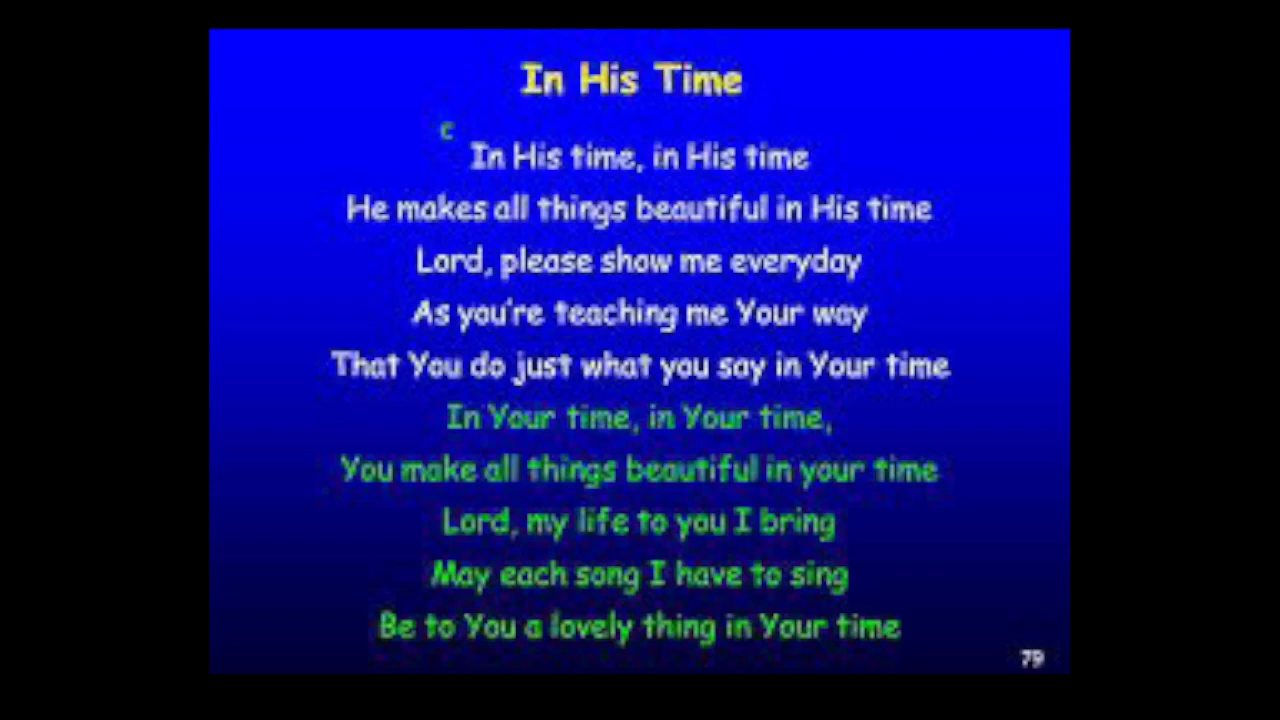 In His Time
C
In His time, in His time
He makes all things beautiful in His time
Lord, please show me everyday
As you're teaching me Your way
That You do just what you say in Your time
In Your time, in Your time,
You make all things beautiful in your time
Lord, my life to you I bring
May each song I have to sing
Be to You a lovely thing in Your time
79